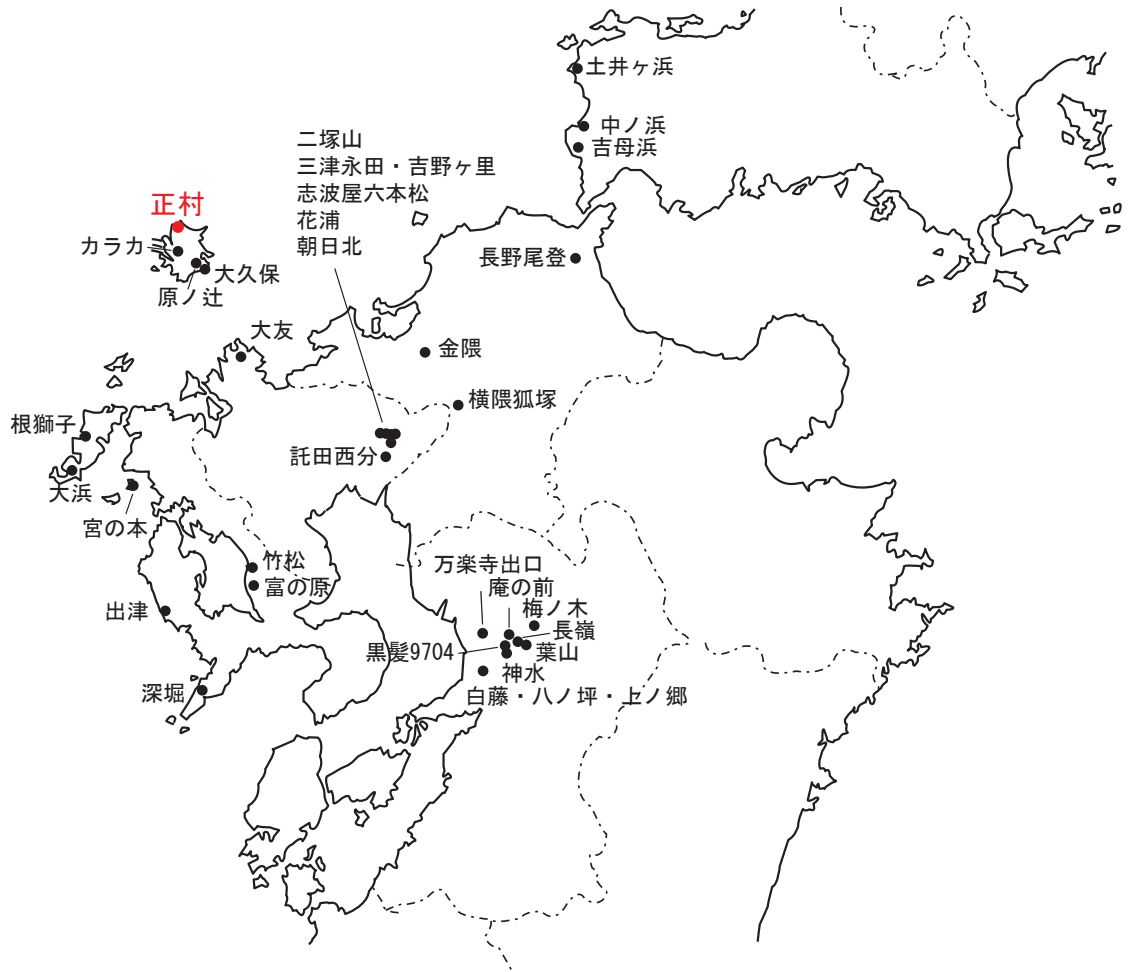 土井ヶ浜
中ノ浜
吉母浜
二塚山
三津永田・吉野ヶ里
志波屋六本松
花浦
朝日北
正村
カラカミ
大久保
原ノ辻
長野尾登
大友
金隈
横隈狐塚
根獅子
託田西分
大浜
宮の本
竹松
富の原
万楽寺出口
庵の前
梅ノ木
出津
長嶺
黒髪9704
葉山
神水
深堀
白藤・八ノ坪・上ノ郷